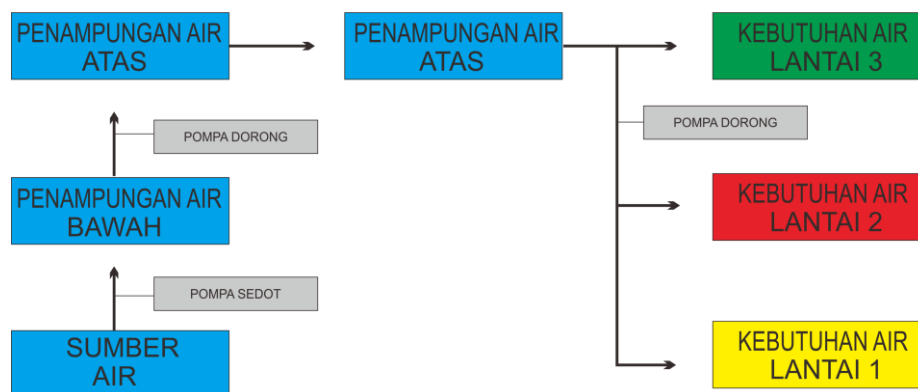 PENAMPUNGAN AIR
ATAS
PENAMPUNGAN AIR
ATAS
KEBUTUHAN AIR
LANTAI 3
POMPA DORONG
POMPA DORONG
PENAMPUNGAN AIR
BAWAH
KEBUTUHAN AIR
LANTAI 2
POMPA SEDOT
SUMBER
AIR
KEBUTUHAN AIR
LANTAI 1